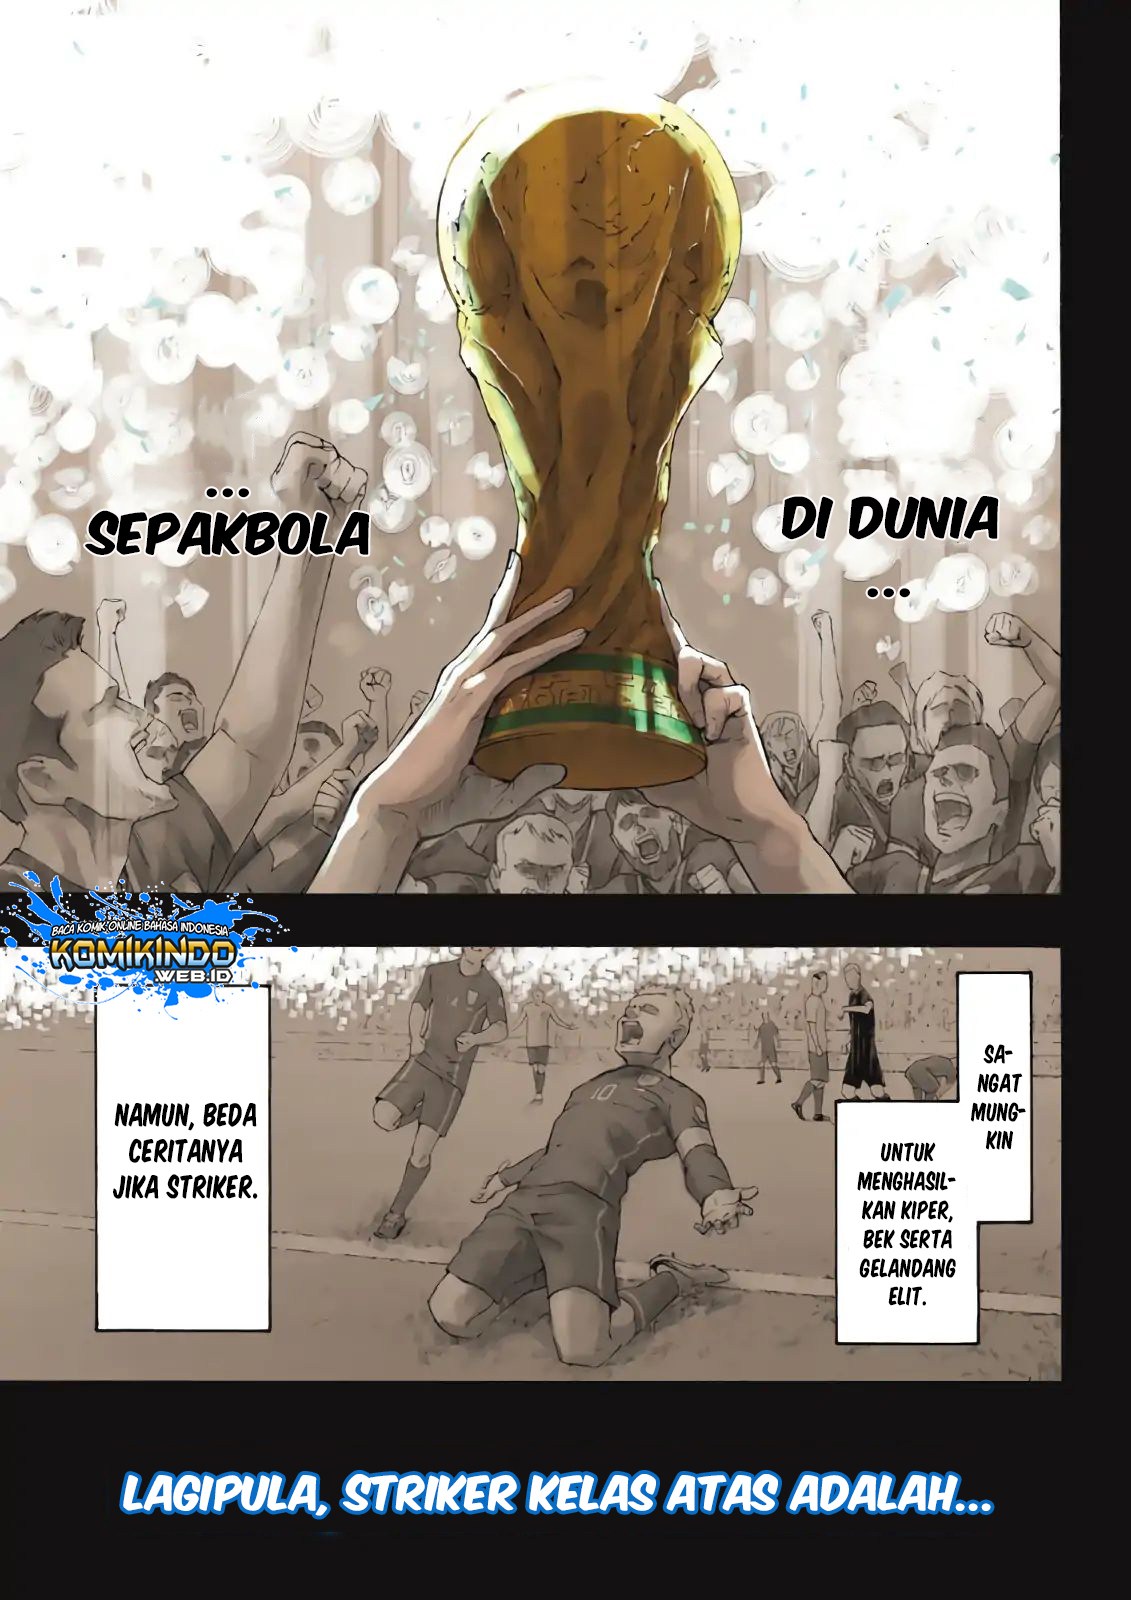 DI DUNIA
...
...
SEPAKBOLA
BACA KOMIK ONLINE BAHASA INDONESIA
KOMIKINDO
WEB.ID
SA-
NGAT
MUNG-
KIN
UNTUK
MENGHASIL-
KAN KIPER,
BEK SERTA
GELANDANG
ELIT.
10
NAMUN, BEDA
CERITANYA
JIKA STRIKER.
LAGIPULA, STRIKER KELAS ATAS ADALAH...